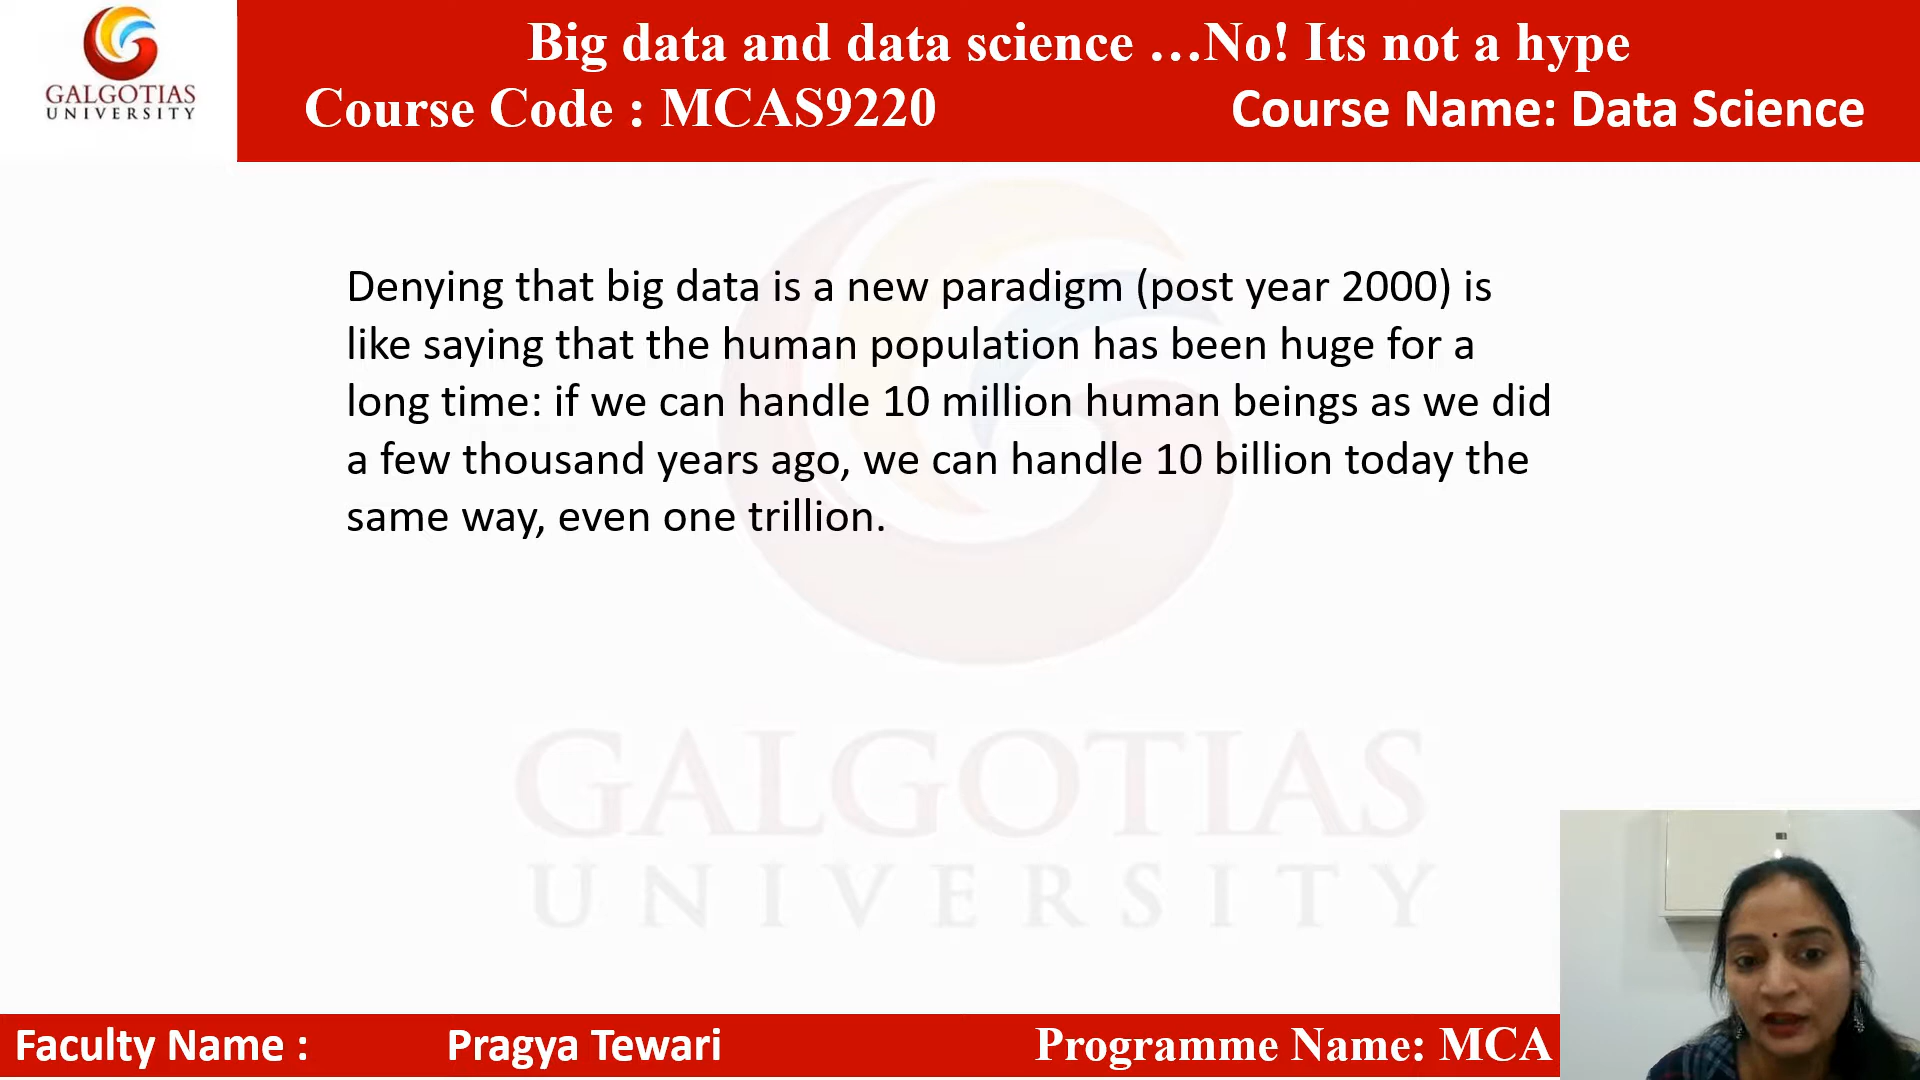 GALGOTIAS
UNIVERSITY
Big data and data science …No! Its not a hype
Course Code : MCAS9220
Course Name: Data Science
Denying that big data is a new paradigm (post year 2000) is
like saying that the human population has been huge for a
long time: if we can handle 10 million human beings as we did
a few thousand years ago, we can handle 10 billion today the
same way, even one trillion.
GALGOTIAS
UNIVERSITY
Faculty Name :
Pragya Tewari
Programme Name: MCA